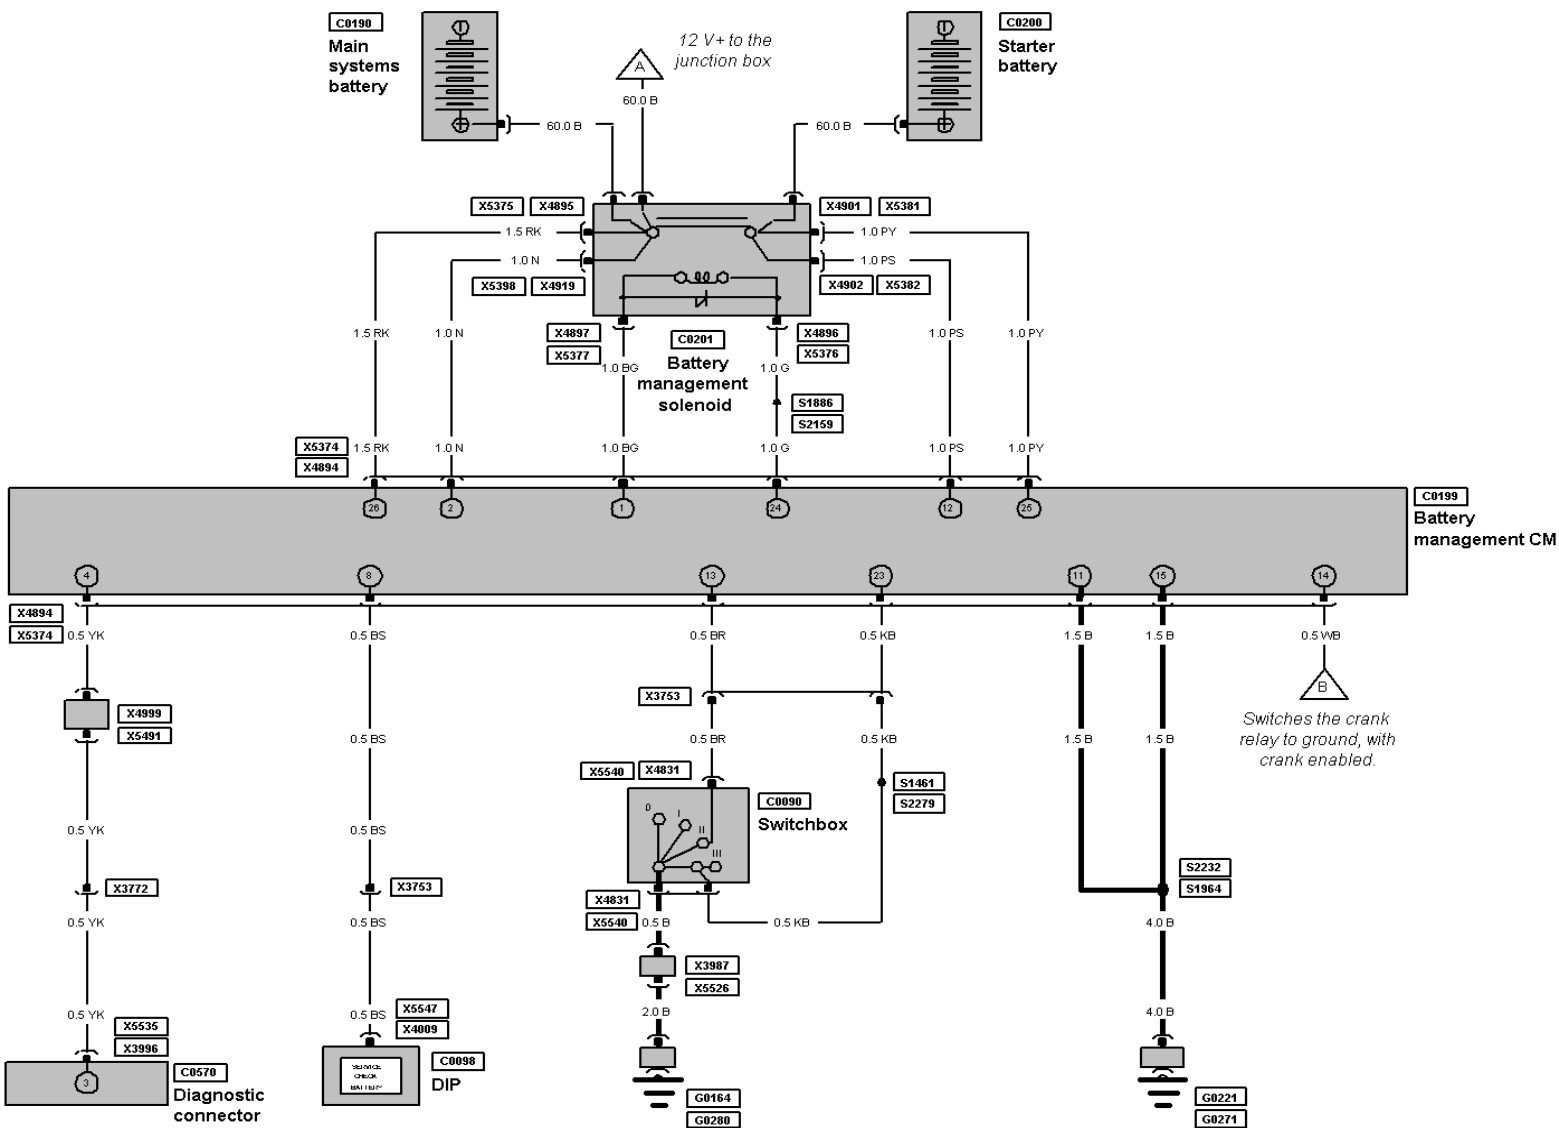 C0190
Main
systems
battery
12 V+ to the
junction box
A
C0200
Starter
battery
60.0 B
60.0 B
60.0 B
X5375 X4895
X4901 X5381
1.5 RK
1.0 PY
1.0 N
1.0 PS
X5398 X4919
X4902 X5382
1.5 RK
1.0 N
X4897
X5377
C0201
Battery
management
solenoid
X4896
X5376
1.0 PS
1.0 PY
1.0 BG
1.0 G
S1886
S2159
X5374
X4894
1.5 RK
1.0 N
1.0 BG
1.0 G
1.0 PS
1.0 PY
26
2
1
24
12
25
C0199
Battery
management CM
4
8
13
23
11
15
14
X4894
X5374
0.5 YK
0.5 BS
0.5 BR
0.5 KB
1.5 B
1.5 B
0.5 WB
B
Switches the crank
relay to ground, with
crank enabled.
X3753
X4999
X5491
0.5 BS
0.5 BR
0.5 KB
1.5 B
1.5 B
X5540 X4831
S1461
S2279
C0090
Switchbox
0
I
II
III
0.5 YK
0.5 BS
X3772
X3753
S2232
S1964
X4831
X5540
0.5 B
0.5 KB
0.5 YK
0.5 BS
4.0 B
X3987
X5526
0.5 YK
X5535
X3996
0.5 BS
X5547
X4009
2.0 B
4.0 B
3
C0570
Diagnostic
connector
SERVICE
CHECK
BATTERY
C0098
DIP
G0164
G0280
G0221
G0271